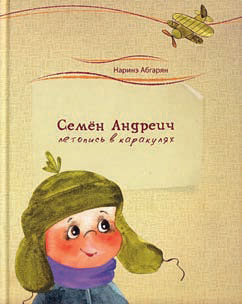 Наринэ Абгарян
Семён Андреич
летопись в каракулях